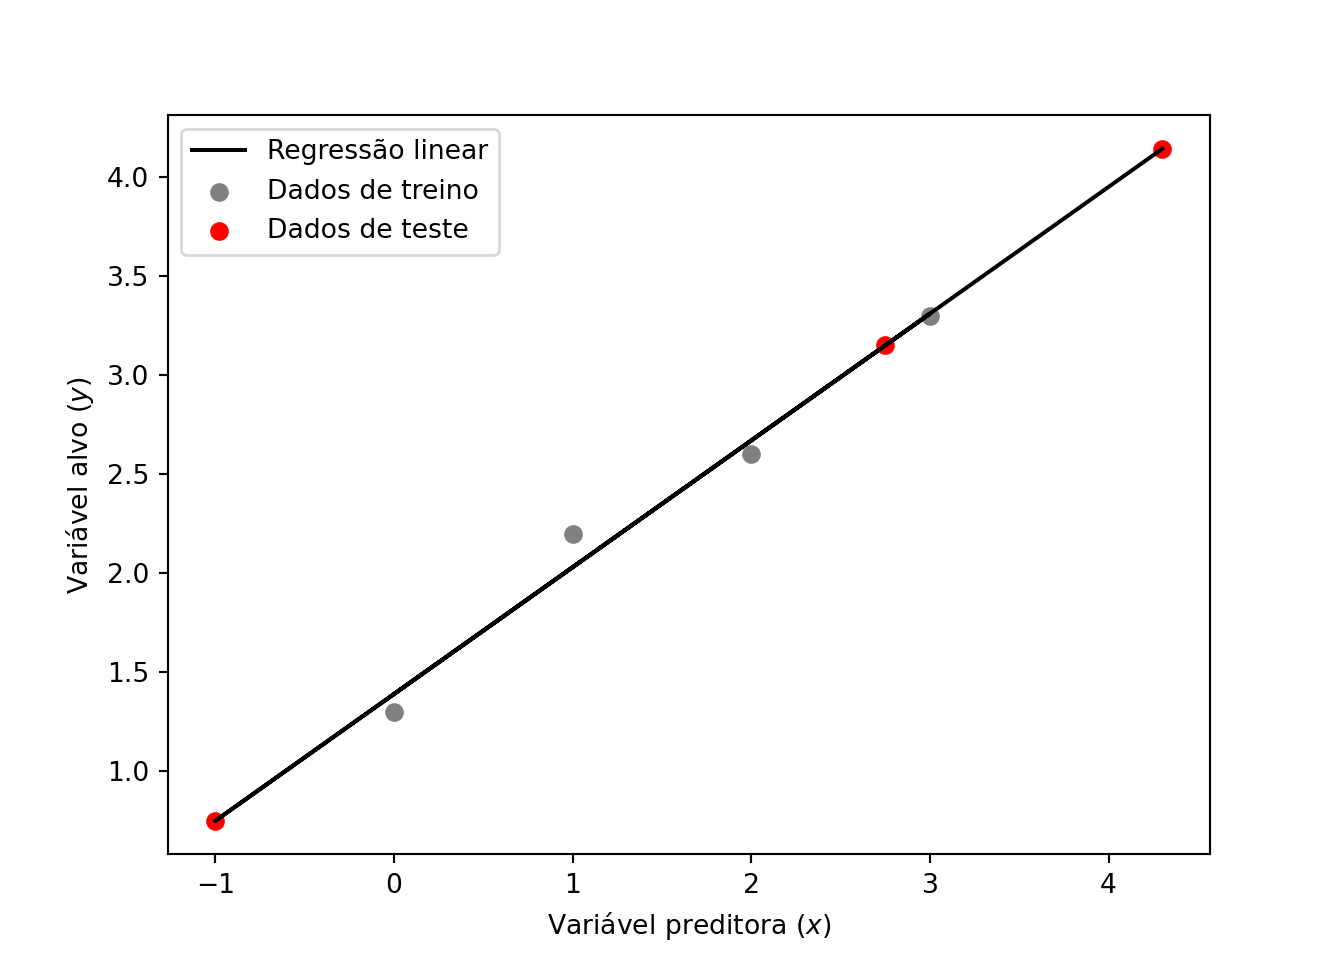 Regressão linear
Dados de treino
Dados de teste
4.0
3.5
3.0
2.5
2.0
1.5
1.0
Variável alvo (y)
−1 0 1 2 3 4
Variável preditora (x)